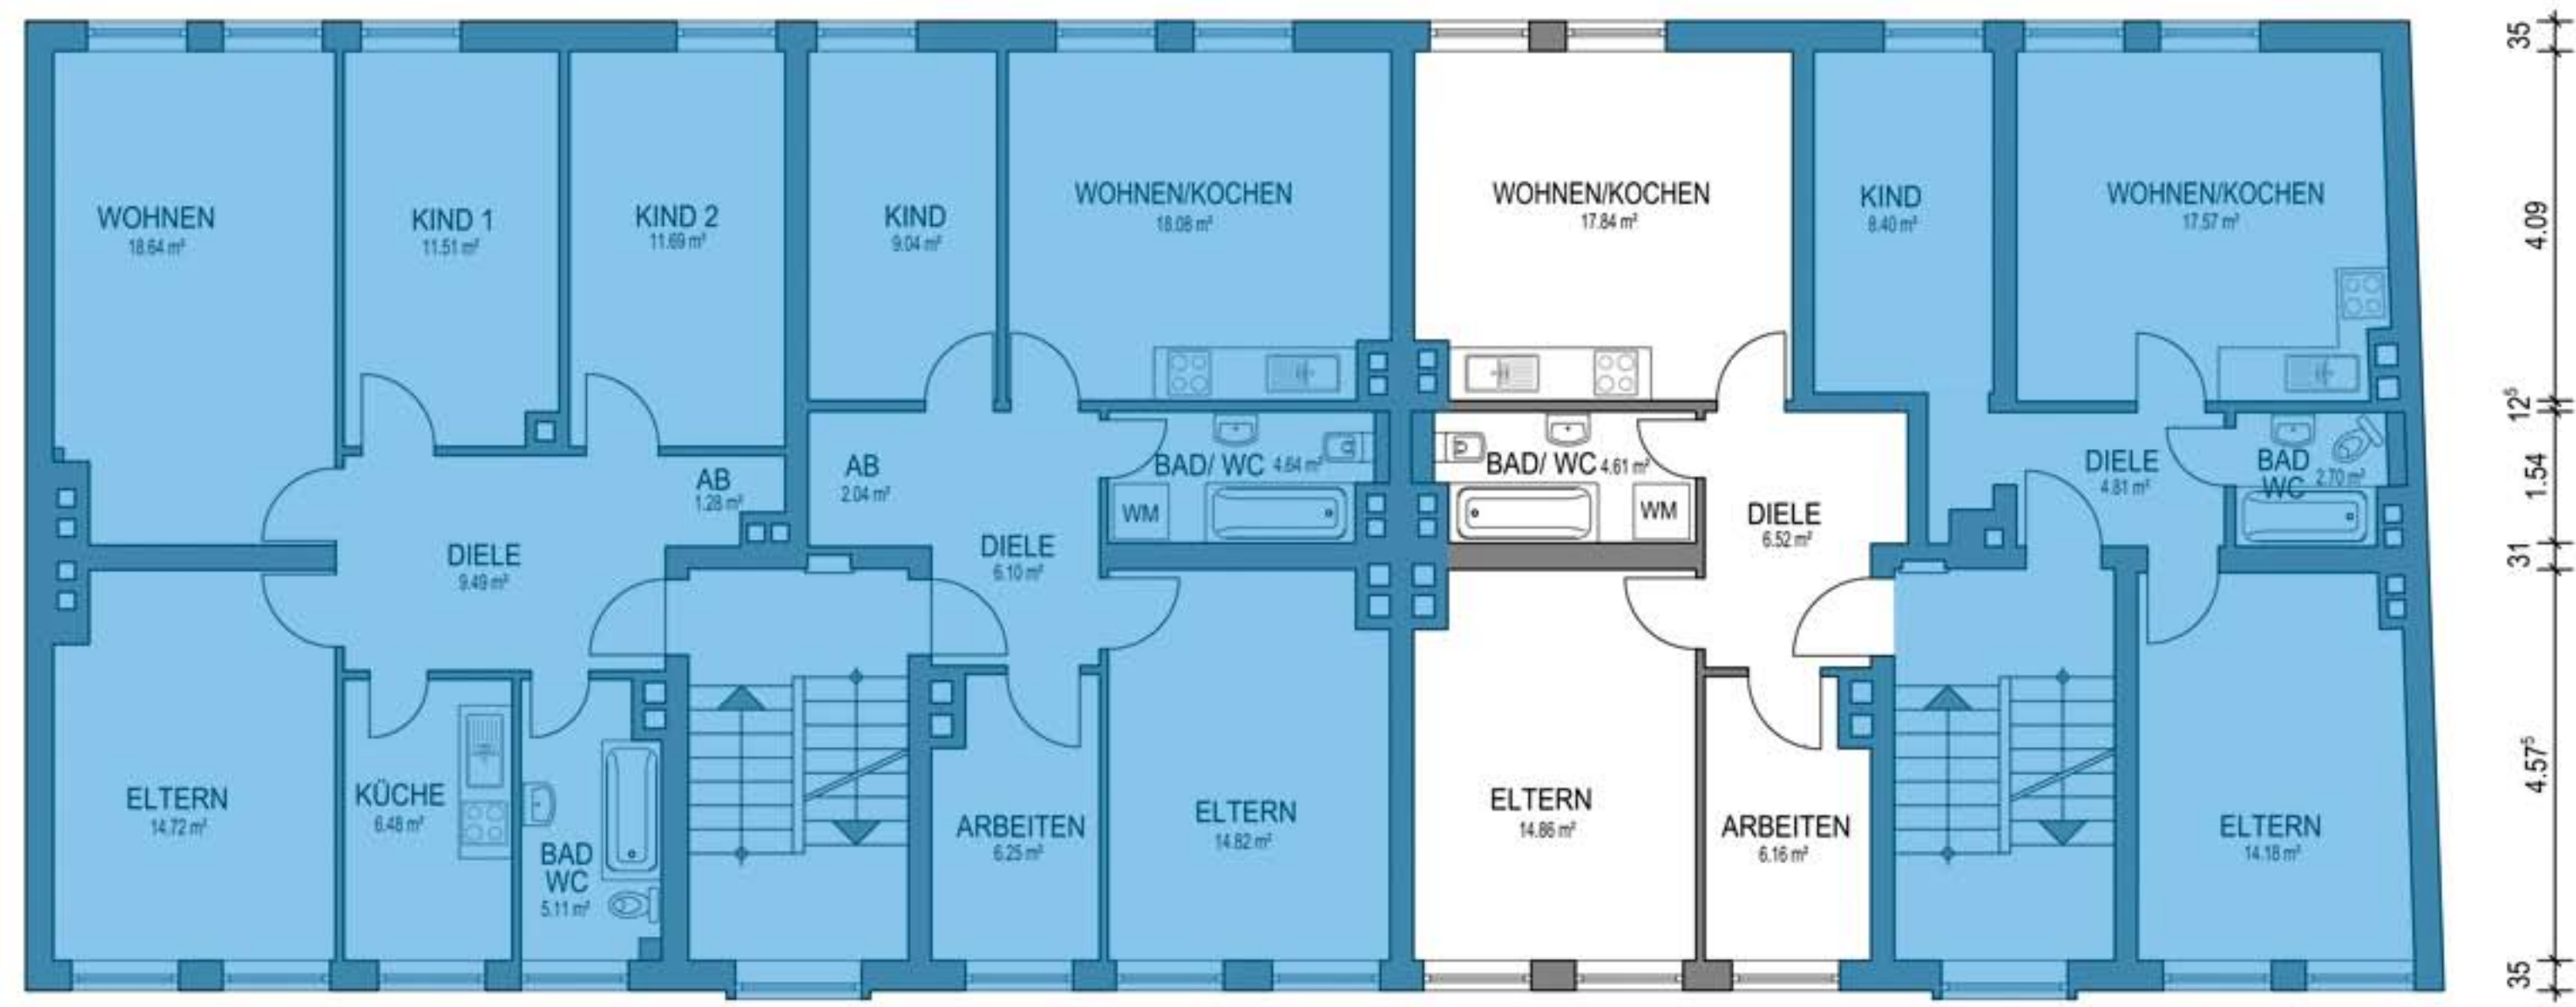 WOHNEN
18.64 m²
KIND 1
11.51 m²
KIND 2
11.69 m²
KIND
9.04 m²
WOHNEN/KOCHEN
18.08 m²
WOHNEN/KOCHEN
17.84 m²
KIND
8.40 m²
WOHNEN/KOCHEN
17.57 m²
AB
1.28 m²
AB
2.04 m²
BAD/ WC 4.64 m²
WM
BAD/ WC 4.61 m²
WM
DIELE
4.81 m²
BAD
WC
2.70 m²
DIELE
9.49 m²
DIELE
6.10 m²
DIELE
6.52 m²
ELTERN
14.72 m²
KÜCHE
6.48 m²
BAD
WC
5.11 m²
ARBEITEN
6.25 m²
ELTERN
14.82 m²
ELTERN
14.86 m²
ARBEITEN
6.16 m²
ELTERN
14.18 m²
35
4.09
12⁵
1.54
31
4.57⁵
35